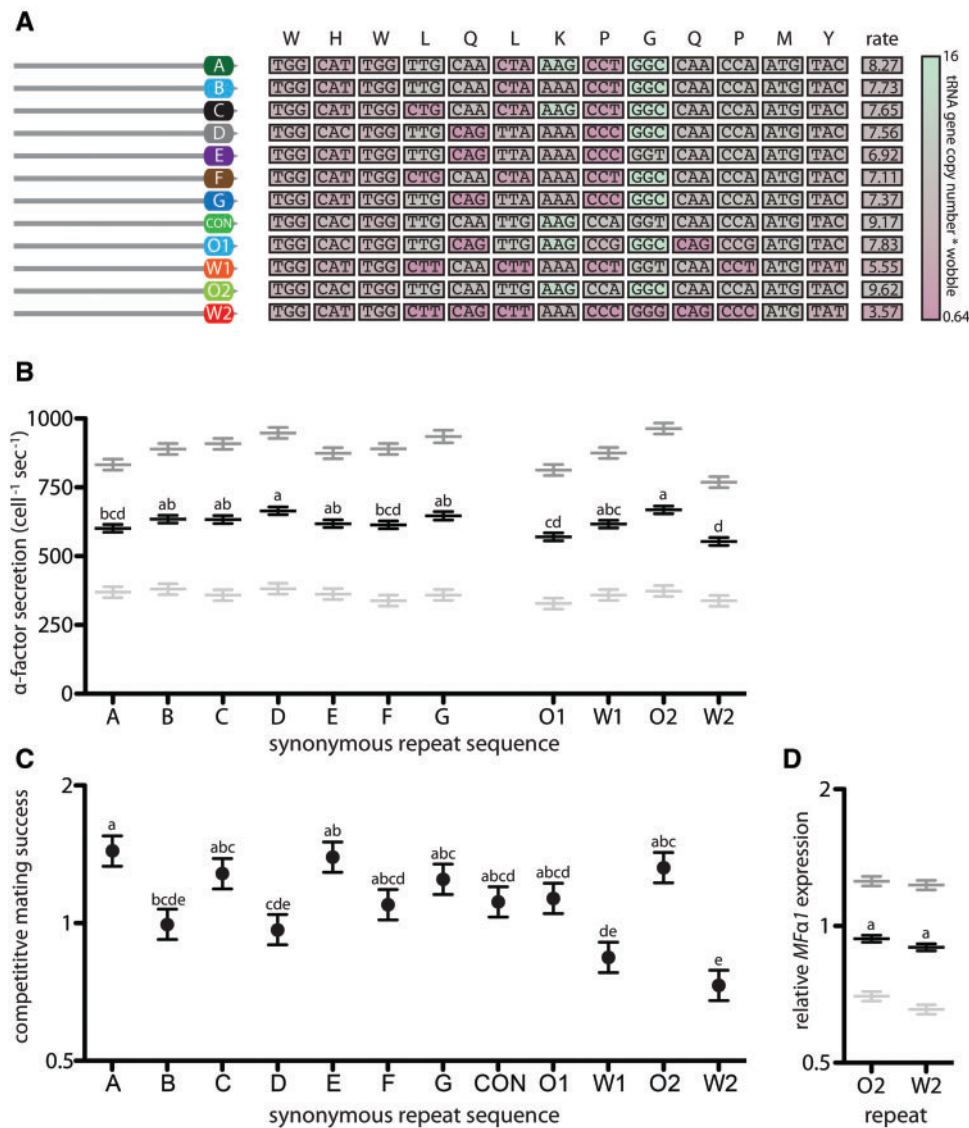 A
W H W L Q L K P G Q P M Y rate
A TGG CAT TGG TTG CAA CTA AAG CCT GGC CAA CCA ATG TAC 8.27
B TGG CAT TGG TTG CAA CTA AAA CCT GGC CAA CCA ATG TAC 7.73
C TGG CAT TGG CTG CAA CTA AAG CCT GGC CAA CCA ATG TAC 7.65
D TGG CAC TGG TTG CAG TTA AAA CCC GGC CAA CCA ATG TAC 7.56
E TGG CAT TGG TTG CAG TTA AAA CCC GGT CAA CCA ATG TAC 6.92
F TGG CAT TGG CTG CAA CTA AAA CCT GGC CAA CCA ATG TAC 7.11
G TGG CAT TGG TTG CAG TTA AAA CCC GGC CAA CCA ATG TAC 7.37
CON TGG CAC TGG TTG CAA TTG AAG CCA GGT CAA CCA ATG TAC 9.17
O1 TGG CAC TGG TTG CAG TTG AAG CCG GGC CAG CCG ATG TAC 7.83
W1 TGG CAT TGG CTT CAA CTT AAA CCT GGT CAA CCT ATG TAT 5.55
O2 TGG CAC TGG TTG CAA TTG AAG CCA GGC CAA CCA ATG TAC 9.62
W2 TGG CAT TGG CTT CAG CTT AAA CCC GGG CAG CCC ATG TAT 3.57
16
tRNA gene copy number * wobble
0.64
B
α-factor secretion (cell⁻¹ sec⁻¹)
1000
750
500
250
0
bcd ab ab a ab bcd ab cd abc a d
A B C D E F G O1 W1 O2 W2
synonymous repeat sequence
C
competititve mating success
2
1
0.5
a bcde abc cde ab abcd abc abcd abcd de abc e
A B C D E F G CON O1 W1 O2 W2
synonymous repeat sequence
D
relative MFα1 expression
2
1
0.5
a a
O2 W2
repeat